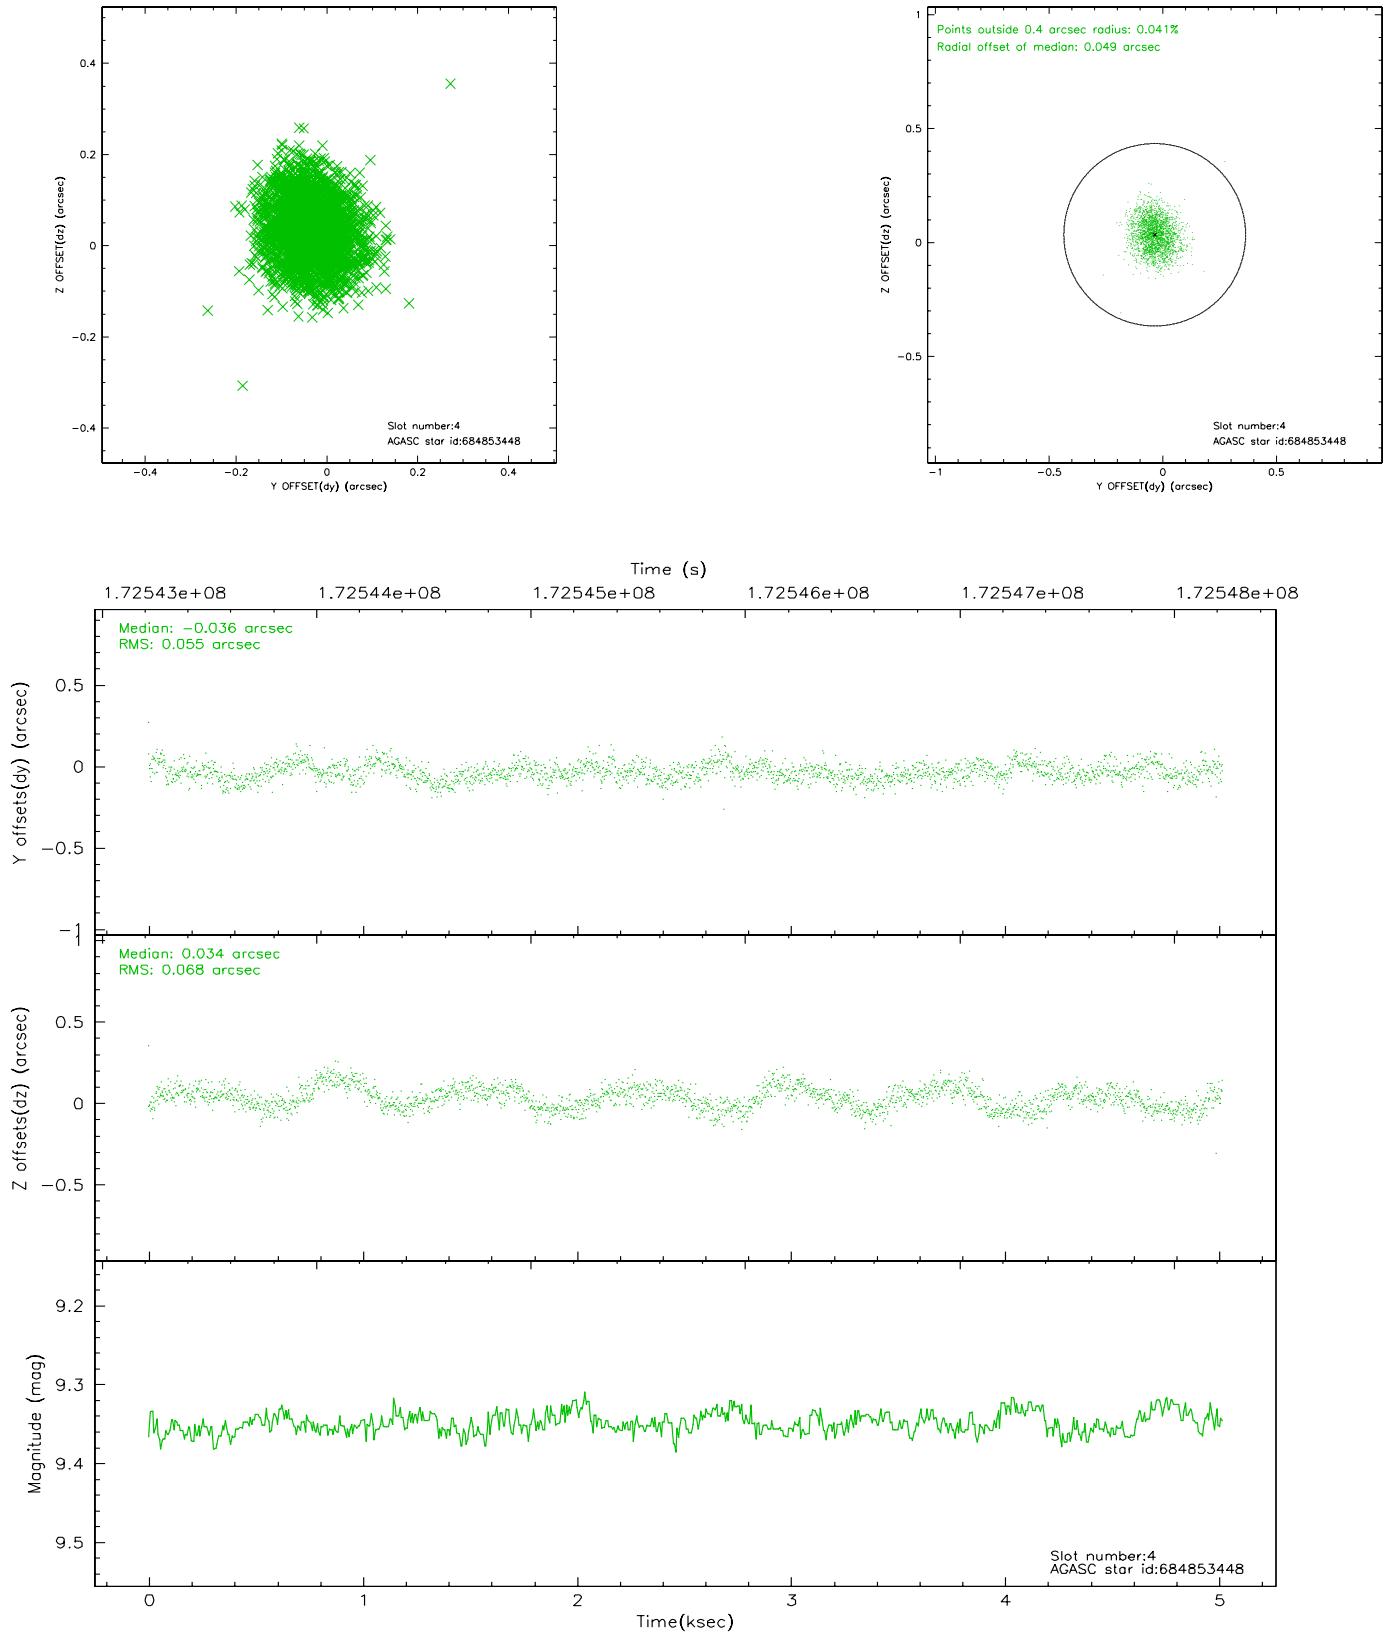 0.4
0.2
0
-0.2
-0.4
Z OFFSET(dz) (arcsec)
Slot number:4
AGASC star id:684853448
-0.4 -0.2 0 0.2 0.4
Y OFFSET(dy) (arcsec)
Points outside 0.4 arcsec radius: 0.041%
Radial offset of median: 0.049 arcsec
1
0.5
0
-0.5
Z OFFSET(dz) (arcsec)
Slot number:4
AGASC star id:684853448
-1 -0.5 0 0.5
Y OFFSET(dy) (arcsec)
Time (s)
1.72543e+08 1.72544e+08 1.72545e+08 1.72546e+08 1.72547e+08 1.72548e+08
Median: -0.036 arcsec
RMS: 0.055 arcsec
0.5
0
-0.5
-1
Y offsets(dy) (arcsec)
Median: 0.034 arcsec
RMS: 0.068 arcsec
1
0.5
0
-0.5
Z offsets(dz) (arcsec)
9.2
9.3
9.4
9.5
Magnitude (mag)
Slot number:4
AGASC star id:684853448
0 1 2 3 4 5
Time(ksec)